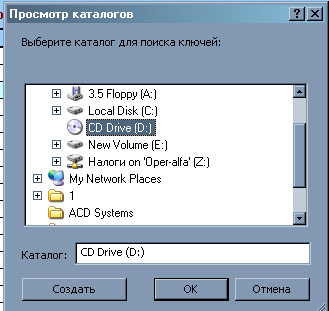 Просмотр каталогов
Выберите каталог для поиска ключей:
3.5 Floppy (A:)
Local Disk (C:)
CD Drive (D:)
New Volume (E:)
Налоги on 'Oper-alfa' (Z:)
My Network Places
1
ACD Systems
Каталог: CD Drive (D:)
Создать OK Отмена